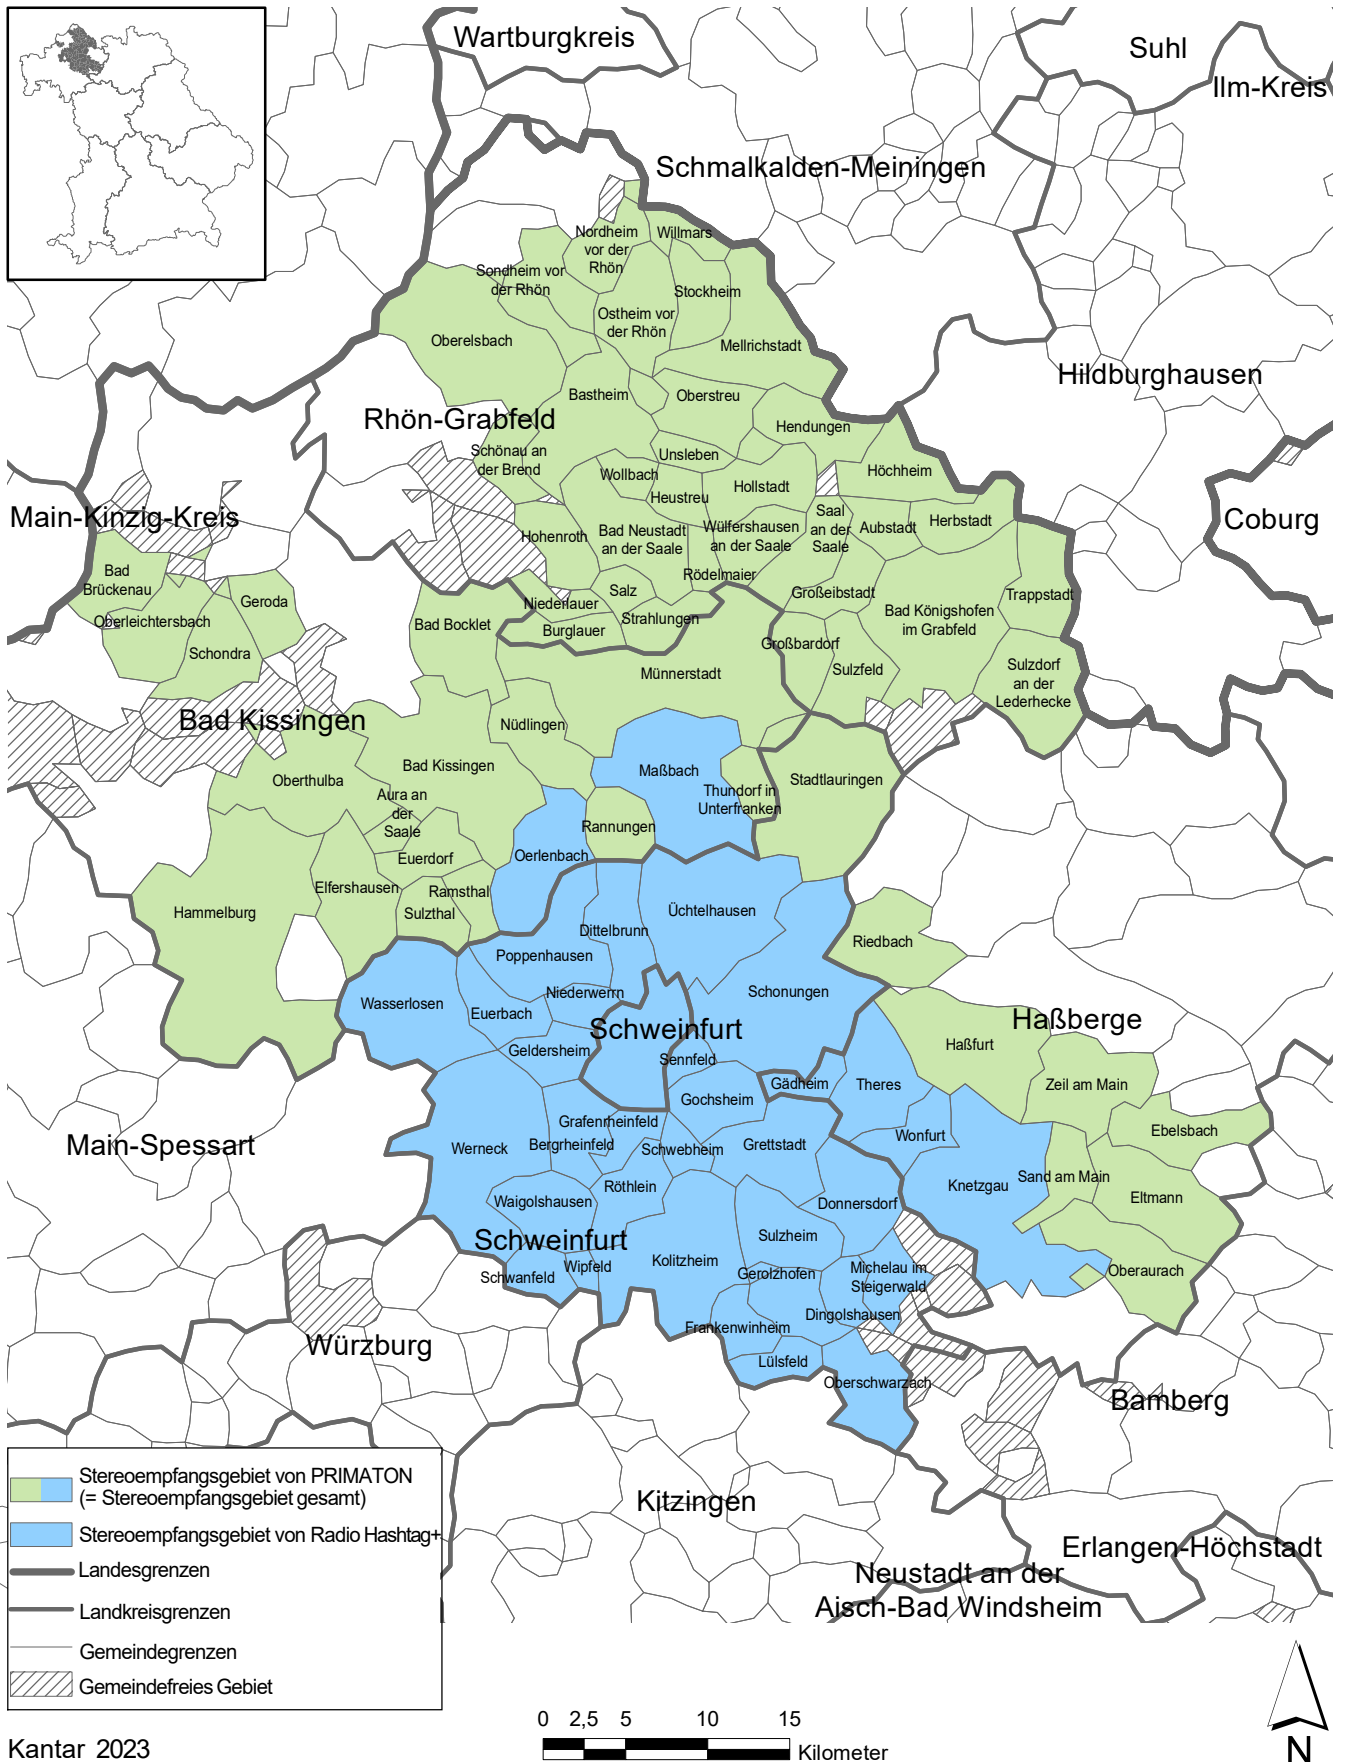 Wartburgkreis
Suhl
Ilm-Kreis
Schmalkalden-Meiningen
Nordheim
vor der
Rhön
Willmars
Sondheim vor
der Rhön
Stockheim
Ostheim vor
der Rhön
Oberelsbach
Mellrichstadt
Hildburghausen
Bastheim
Oberstreu
Rhön-Grabfeld
Hendungen
Schönau an
der Brend
Unsleben
Höchheim
Wollbach
Heustreu
Hollstadt
Main-Kinzig-Kreis
Coburg
Saal
an der
Saale
Aubstadt
Herbstadt
Hohenroth
Bad Neustadt
an der Saale
Wülfershausen
an der Saale
Bad
Brückenau
Rödelmaier
Salz
Großeibstadt
Trappstadt
Geroda
Niederlauer
Oberleichtersbach
Bad Bocklet
Strahlungen
Bad Königshofen
im Grabfeld
Burglauer
Großbardorf
Schondra
Münnerstadt
Sulzfeld
Sulzdorf
an der
Lederhecke
Bad Kissingen
Nüdlingen
Bad Kissingen
Maßbach
Oberthulba
Stadtlauringen
Thundorf in
Unterfranken
Aura an
der
Saale
Rannungen
Euerdorf
Oerlenbach
Elfershausen
Ramsthal
Hammelburg
Sulzthal
Üchtelhausen
Dittelbrunn
Riedbach
Poppenhausen
Wasserlosen
Niederwerrn
Schonungen
Euerbach
Haßberge
Schweinfurt
Haßfurt
Geldersheim
Sennfeld
Gädheim
Theres
Zeil am Main
Gochsheim
Grafenrheinfeld
Ebelsbach
Main-Spessart
Werneck
Bergrheinfeld
Schwebheim
Grettstadt
Wonfurt
Sand am Main
Röthlein
Knetzgau
Eltmann
Waigolshausen
Donnersdorf
Schweinfurt
Sulzheim
Kolitzheim
Wipfeld
Schwanfeld
Gerolzhofen
Michelau im
Steigerwald
Oberaurach
Dingolshausen
Frankenwinheim
Würzburg
Lülsfeld
Oberschwarzach
Bamberg
Kitzingen
Erlangen-Höchstadt
Neustadt an der
Aisch-Bad Windsheim
Stereoempfangsgebiet von PRIMATON
(= Stereoempfangsgebiet gesamt)
Stereoempfangsgebiet von Radio Hashtag+
Landesgrenzen
Landkreisgrenzen
Gemeindegrenzen
Gemeindefreies Gebiet
Kantar 2023
0 2,5 5 10 15
Kilometer
N